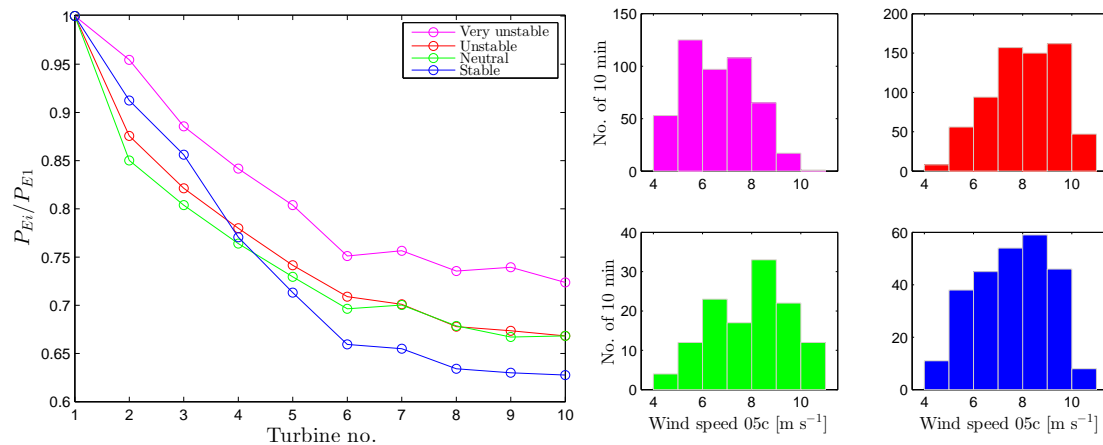 1
0.95
0.9
0.85
0.8
0.75
0.7
0.65
0.6
P_{Ei}/P_{E1}
1 2 3 4 5 6 7 8 9 10
Turbine no.
Very unstable
Unstable
Neutral
Stable
150
100
50
0
No. of 10 min
4 6 8 10
200
150
100
50
0
4 6 8 10
40
30
20
10
0
No. of 10 min
4 6 8 10
Wind speed 05c [m s⁻¹]
60
40
20
0
4 6 8 10
Wind speed 05c [m s⁻¹]